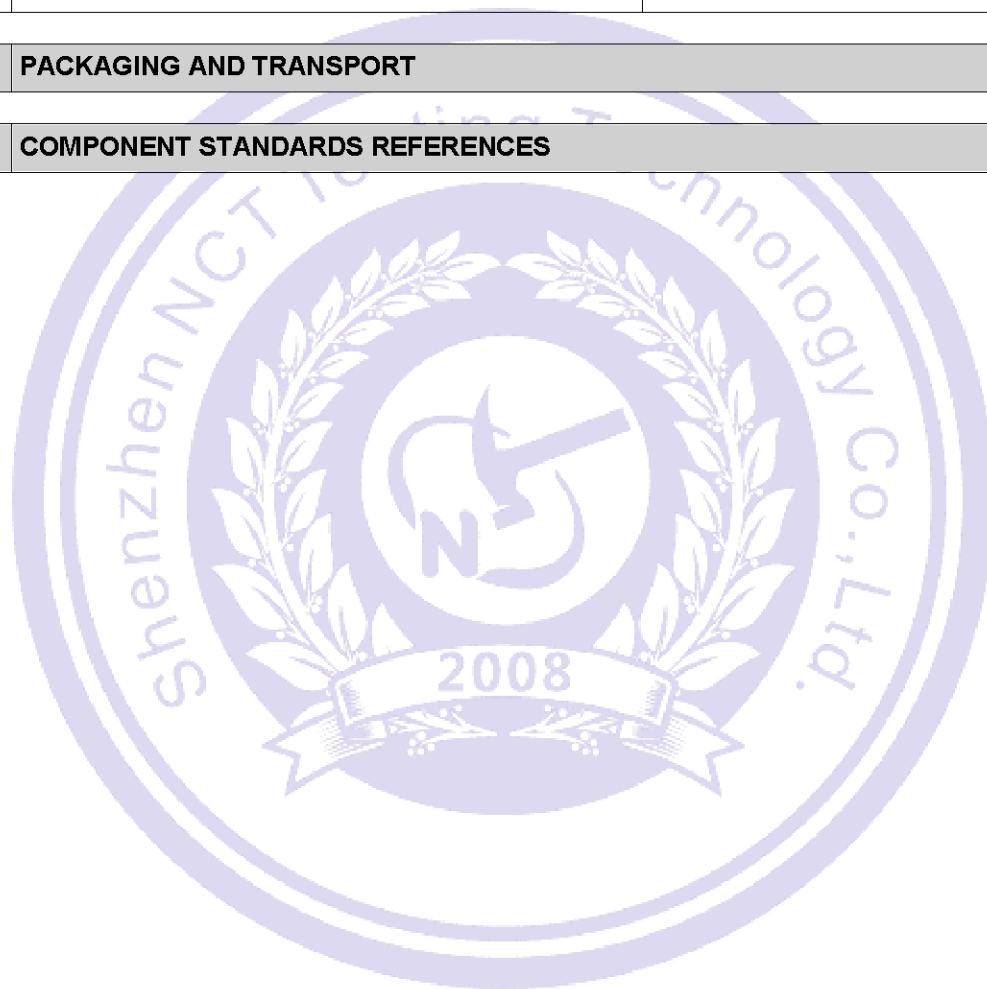 PACKAGING AND TRANSPORT
COMPONENT STANDARDS REFERENCES
Shenzhen NCT Testing Technology Co.,Ltd.
N
2008